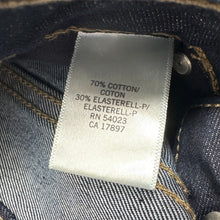 70% COTTON/
COTON
30% ELASTERELL-P/
ELASTERELL-P
RN 54023
CA 17897